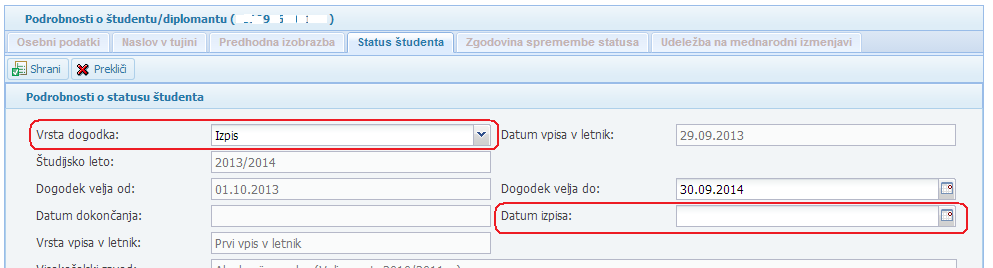 Podrobnosti o študentu/diplomantu (
Osebni podatki Naslov v tujini Predhodna izobrazba Status študenta Zgodovina spremembe statusa Udeležba na mednarodni izmenjavi
Shrani Prekliči
Podrobnosti o statusu študenta
Vrsta dogodka: Izpis Datum vpisa v letnik: 29.09.2013
Študijsko leto: 2013/2014
Dogodek velja od: 01.10.2013 Dogodek velja do: 30.09.2014
Datum dokončanja: Datum izpisa:
Vrsta vpisa v letnik: Prvi vpis v letnik